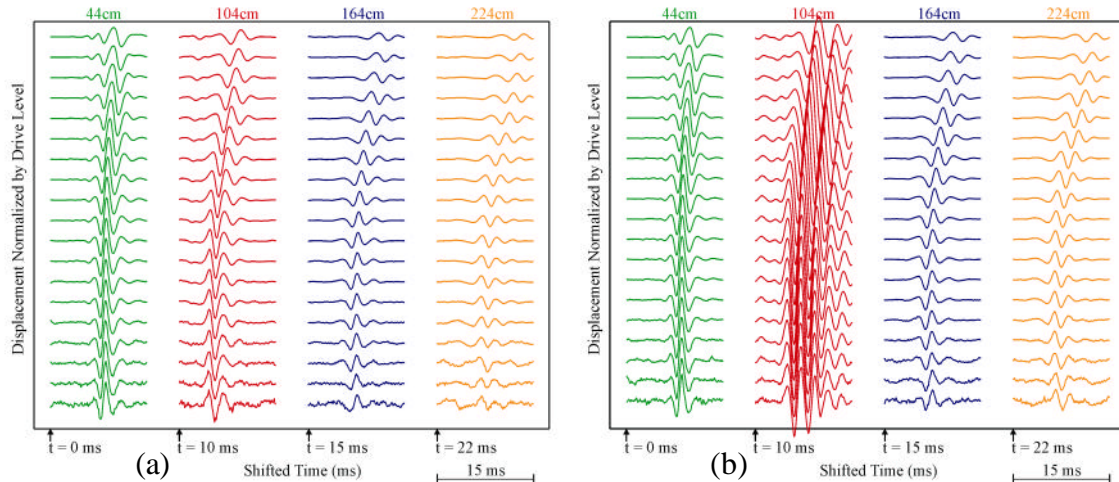 44cm 104cm 164cm 224cm
Displacement Normalized by Drive Level
t = 0 ms t = 10 ms t = 15 ms t = 22 ms
(a) Shifted Time (ms) 15 ms
44cm 104cm 164cm 224cm
Displacement Normalized by Drive Level
t = 0 ms t = 10 ms t = 15 ms t = 22 ms
(b) Shifted Time (ms) 15 ms